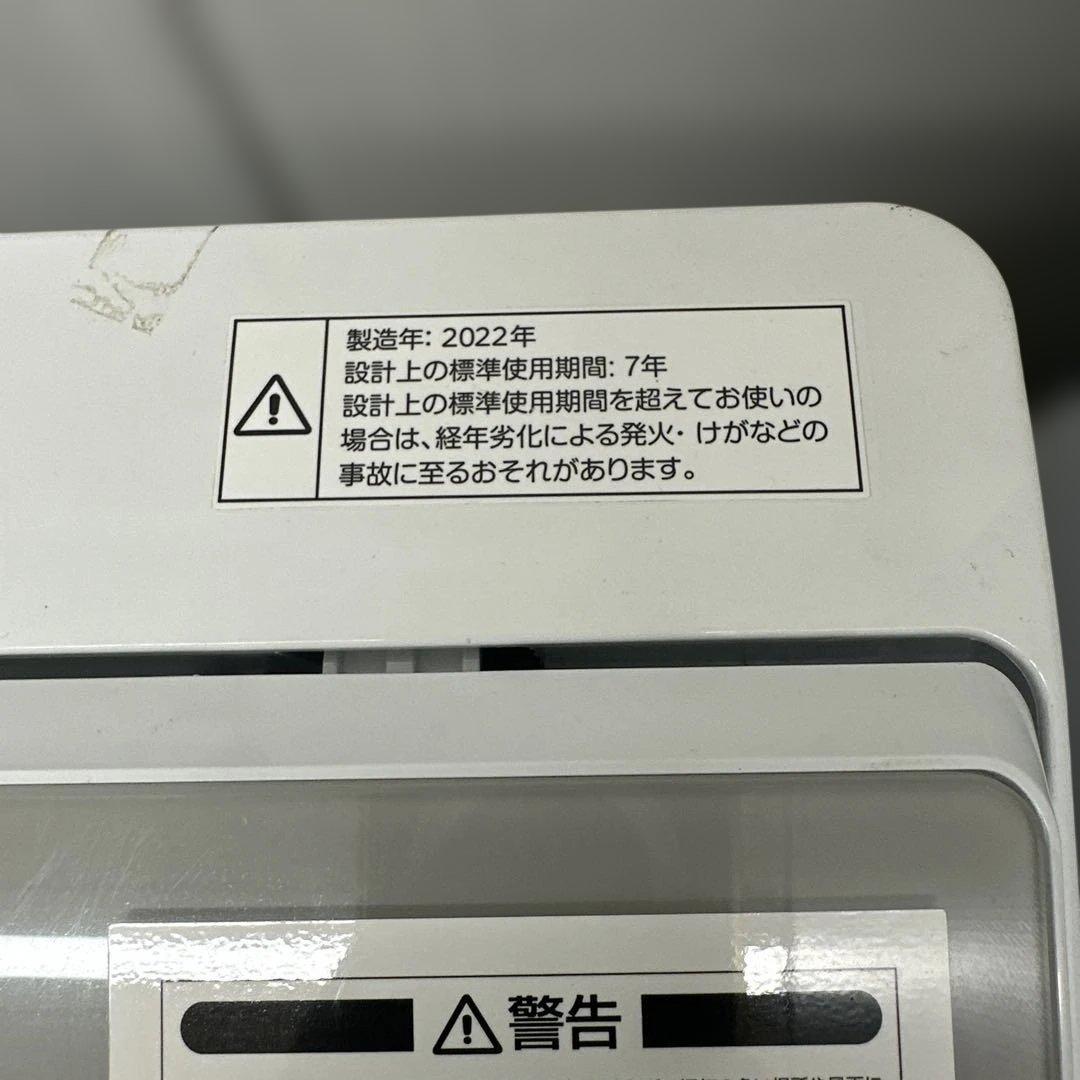 製造年: 2022年
設計上の標準使用期間: 7年
設計上の標準使用期間を超えてお使いの
場合は、経年劣化による発火・けがなどの
事故に至るおそれがあります。
警告